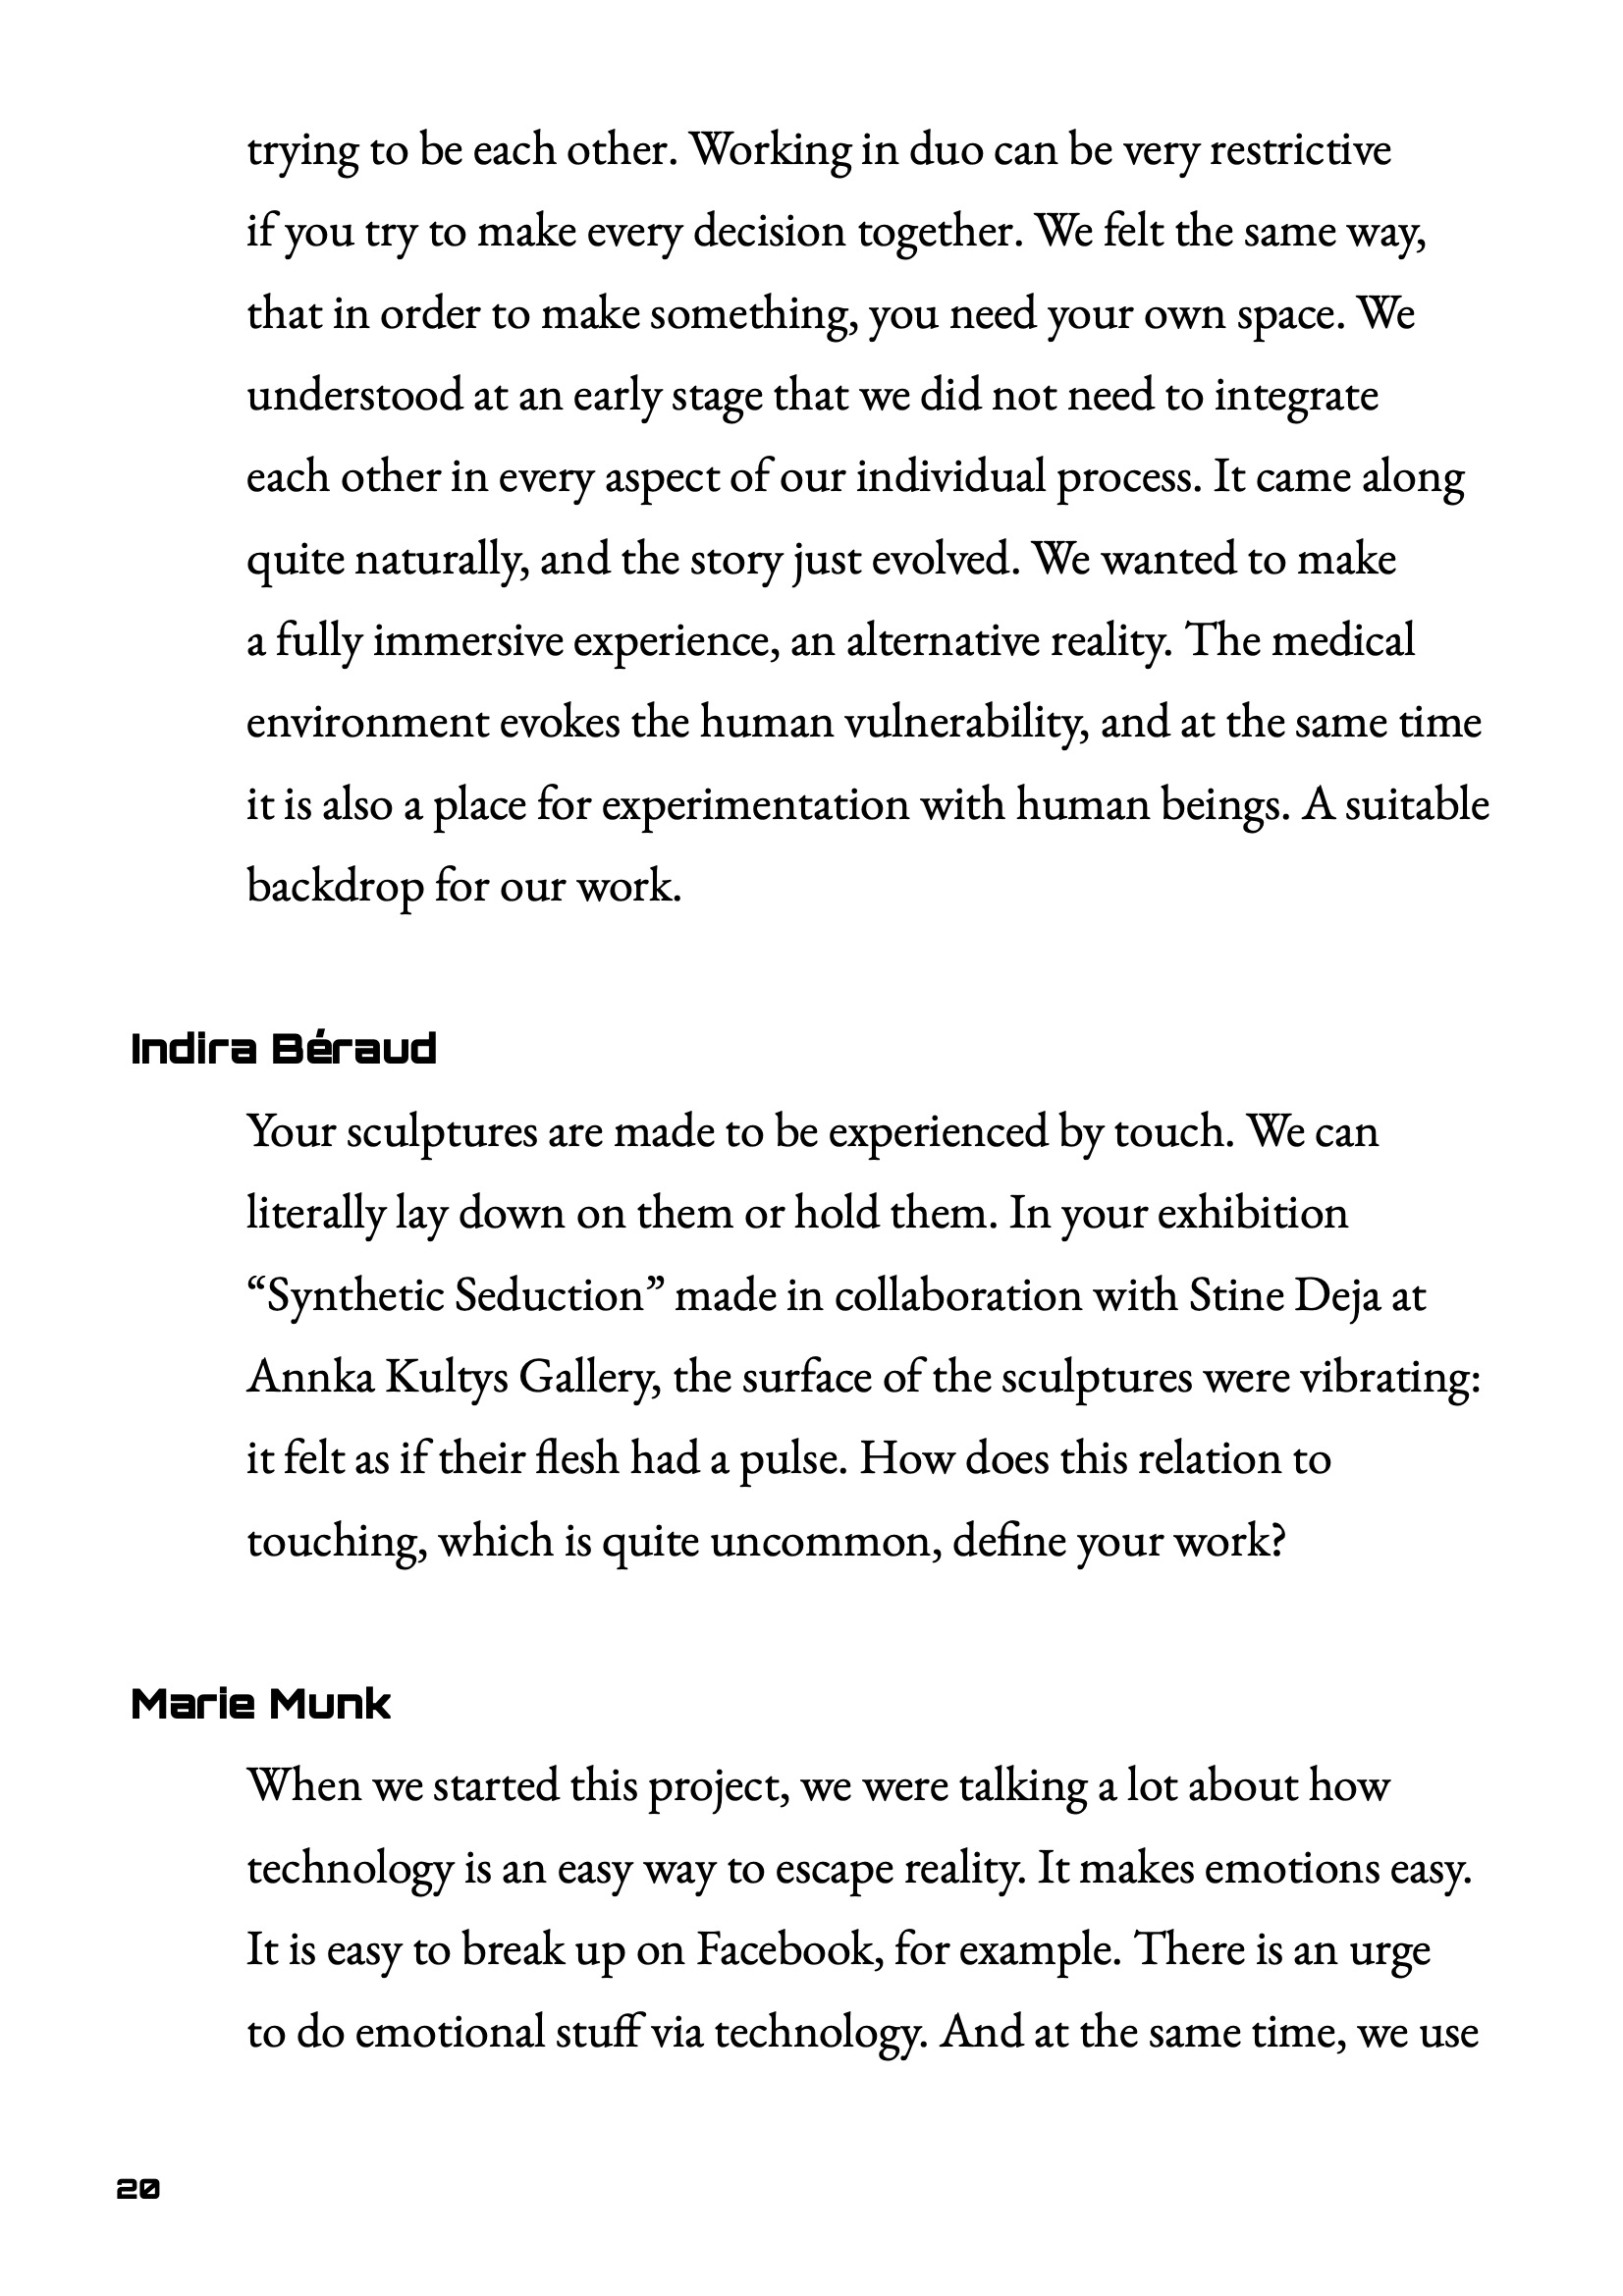 trying to be each other. Working in duo can be very restrictive
if you try to make every decision together. We felt the same way,
that in order to make something, you need your own space. We
understood at an early stage that we did not need to integrate
each other in every aspect of our individual process. It came along
quite naturally, and the story just evolved. We wanted to make
a fully immersive experience, an alternative reality. The medical
environment evokes the human vulnerability, and at the same time
it is also a place for experimentation with human beings. A suitable
backdrop for our work.
Indira Béraud
Your sculptures are made to be experienced by touch. We can
literally lay down on them or hold them. In your exhibition
“Synthetic Seduction” made in collaboration with Stine Deja at
Annka Kultys Gallery, the surface of the sculptures were vibrating:
it felt as if their flesh had a pulse. How does this relation to
touching, which is quite uncommon, define your work?
Marie Munk
When we started this project, we were talking a lot about how
technology is an easy way to escape reality. It makes emotions easy.
It is easy to break up on Facebook, for example. There is an urge
to do emotional stuff via technology. And at the same time, we use
20